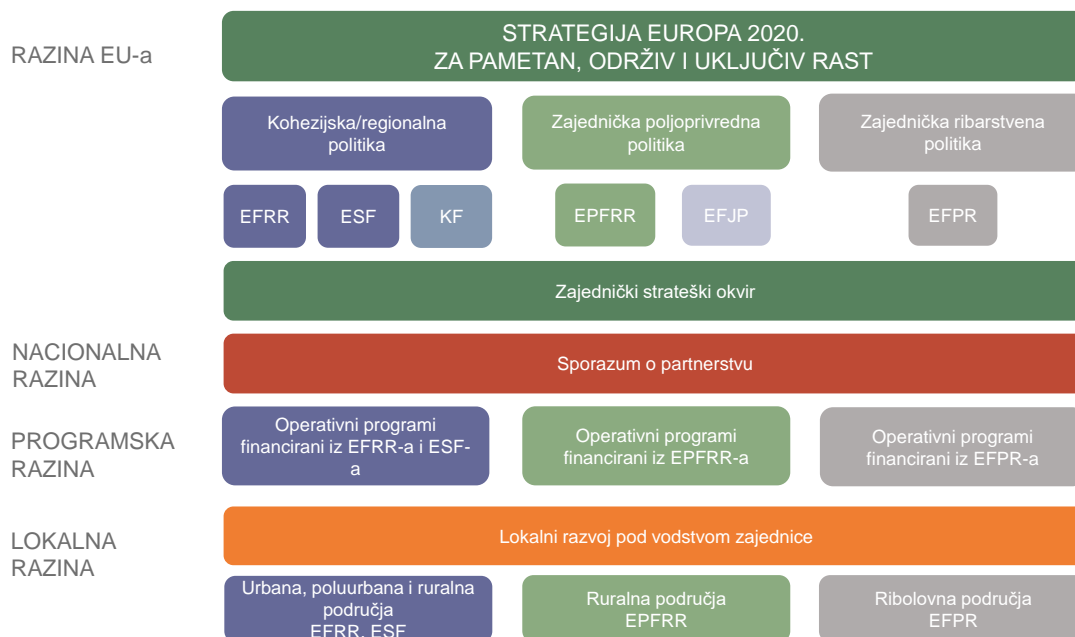 RAZINA EU-a
STRATEGIJA EUROPA 2020.
ZA PAMETAN, ODRŽIV I UKLJUČIV RAST
Kohezijska/regionalna
politika
Zajednička poljoprivredna
politika
Zajednička ribarstvena
politika
EFRR
ESF
KF
EPFRR
EFJP
EFPR
Zajednički strateški okvir
NACIONALNA
RAZINA
Sporazum o partnerstvu
PROGRAMSKA
RAZINA
Operativni programi
financirani iz EFRR-a i ESF-
a
Operativni programi
financirani iz EPFRR-a
Operativni programi
financirani iz EFPR-a
LOKALNA
RAZINA
Lokalni razvoj pod vodstvom zajednice
Urbana, poluurbana i ruralna
područja
EFRR, ESF
Ruralna područja
EPFRR
Ribolovna područja
EFPR